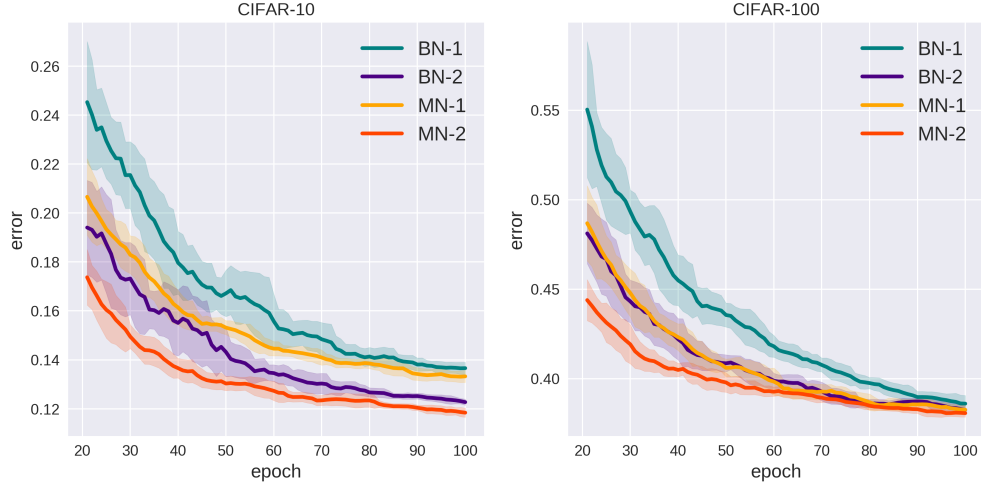 CIFAR-10
error
0.26
0.24
0.22
0.20
0.18
0.16
0.14
0.12
20 30 40 50 60 70 80 90 100
epoch
BN-1
BN-2
MN-1
MN-2
CIFAR-100
error
0.55
0.50
0.45
0.40
20 30 40 50 60 70 80 90 100
epoch
BN-1
BN-2
MN-1
MN-2